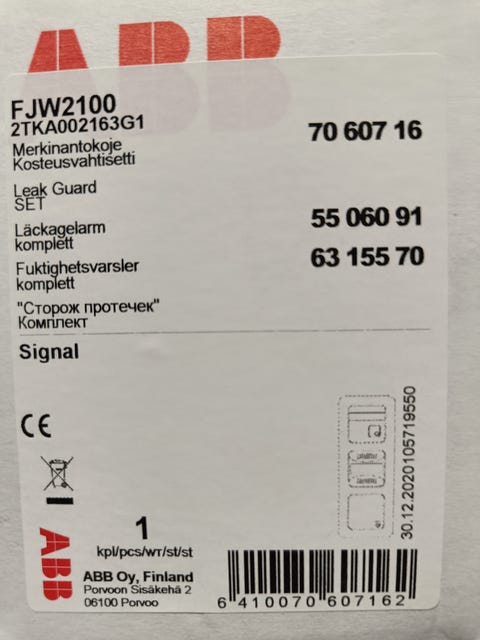 ABB
FJW2100
2TKA002163G1
Merkinantokoje
Kosteusvahtisetti
70 607 16
Leak Guard
SET
Läckagelarm
komplett
55 060 91
Fuktighetsvarsler
komplett
63 155 70
"Сторож протечек"
Комплект
Signal
CE
30.12.2020105719550
1
kpl/pcs/шт/st/st
ABB
ABB Oy, Finland
Porvoon Sisäkehä 2
06100 Porvoo
6 410070 607162